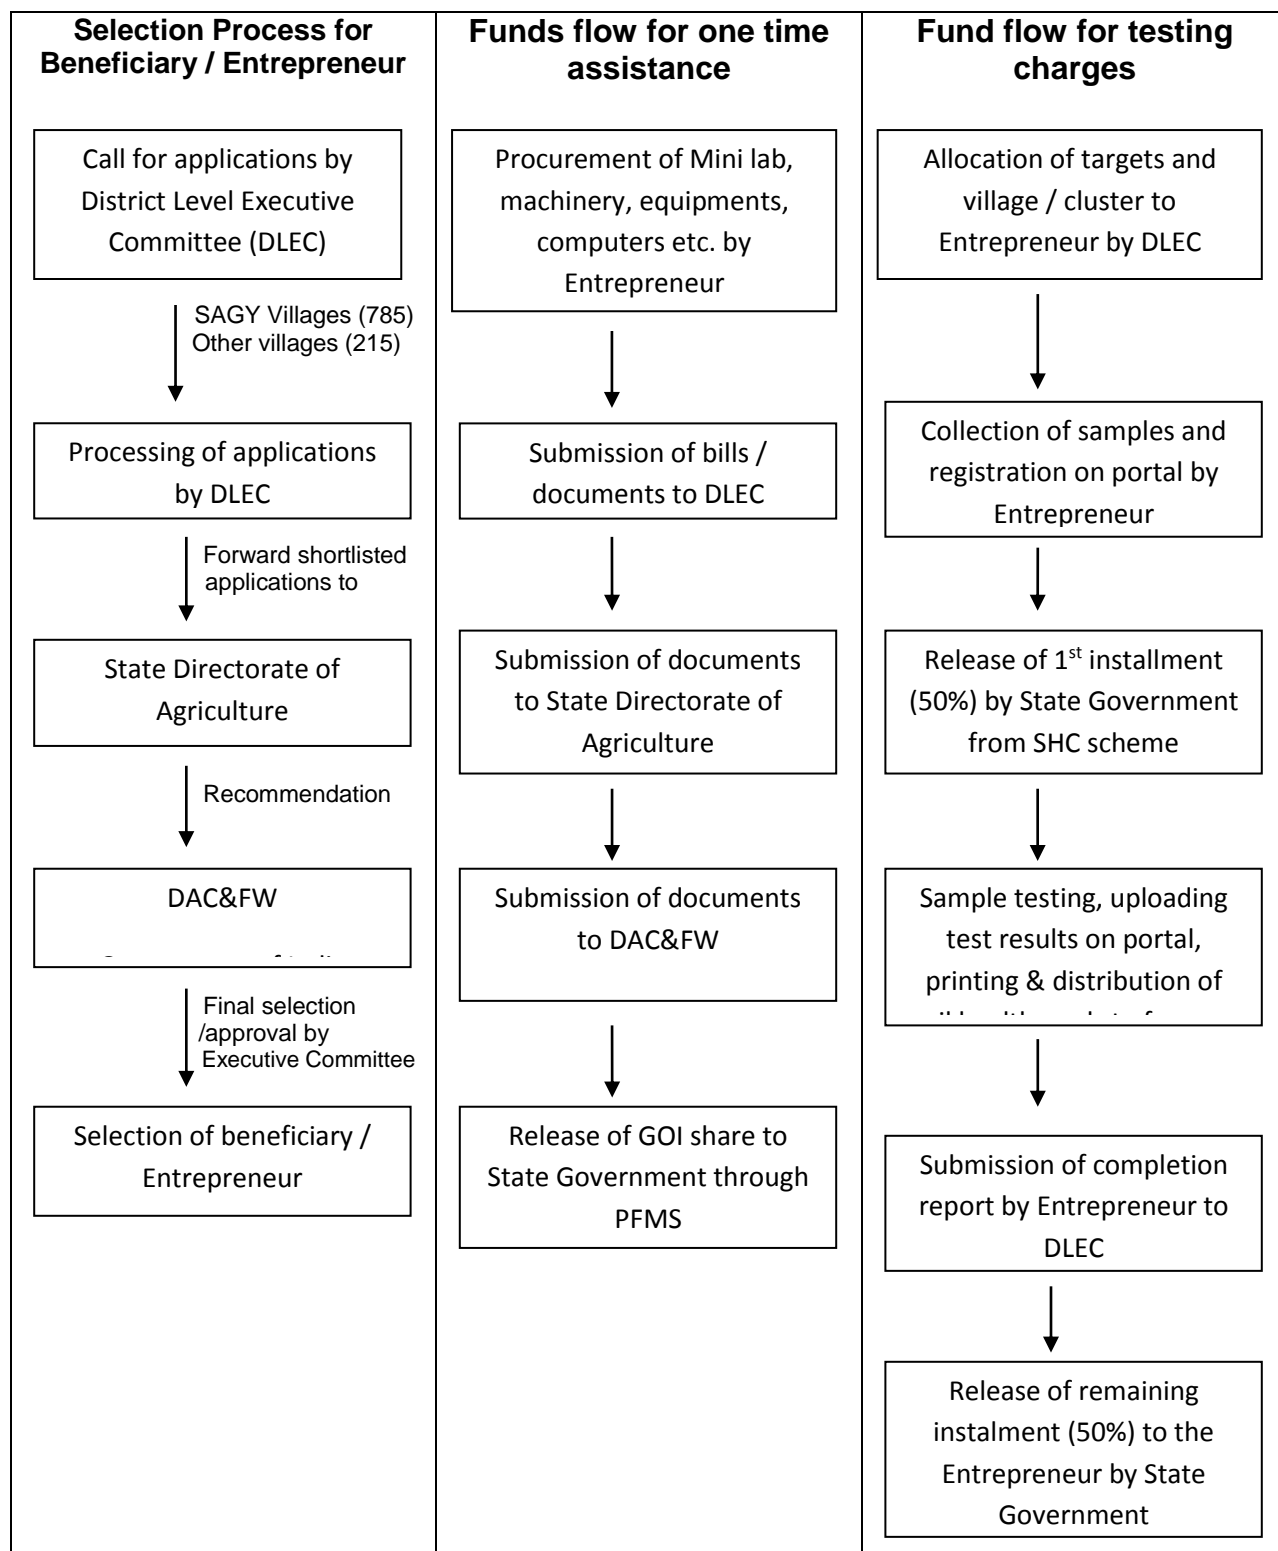 Selection Process for
Beneficiary / Entrepreneur
Call for applications by
District Level Executive
Committee (DLEC)
SAGY Villages (785)
Other villages (215)
Processing of applications
by DLEC
Forward shortlisted
applications to
State Directorate of
Agriculture
Recommendation
DAC&FW
Final selection
/approval by
Executive Committee
Selection of beneficiary /
Entrepreneur
Funds flow for one time
assistance
Procurement of Mini lab,
machinery, equipments,
computers etc. by
Entrepreneur
Submission of bills /
documents to DLEC
Submission of documents
to State Directorate of
Agriculture
Submission of documents
to DAC&FW
Release of GOI share to
State Government through
PFMS
Fund flow for testing
charges
Allocation of targets and
village / cluster to
Entrepreneur by DLEC
Collection of samples and
registration on portal by
Entrepreneur
Release of 1st installment
(50%) by State Government
from SHC scheme
Sample testing, uploading
test results on portal,
printing & distribution of
Submission of completion
report by Entrepreneur to
DLEC
Release of remaining
instalment (50%) to the
Entrepreneur by State
Government